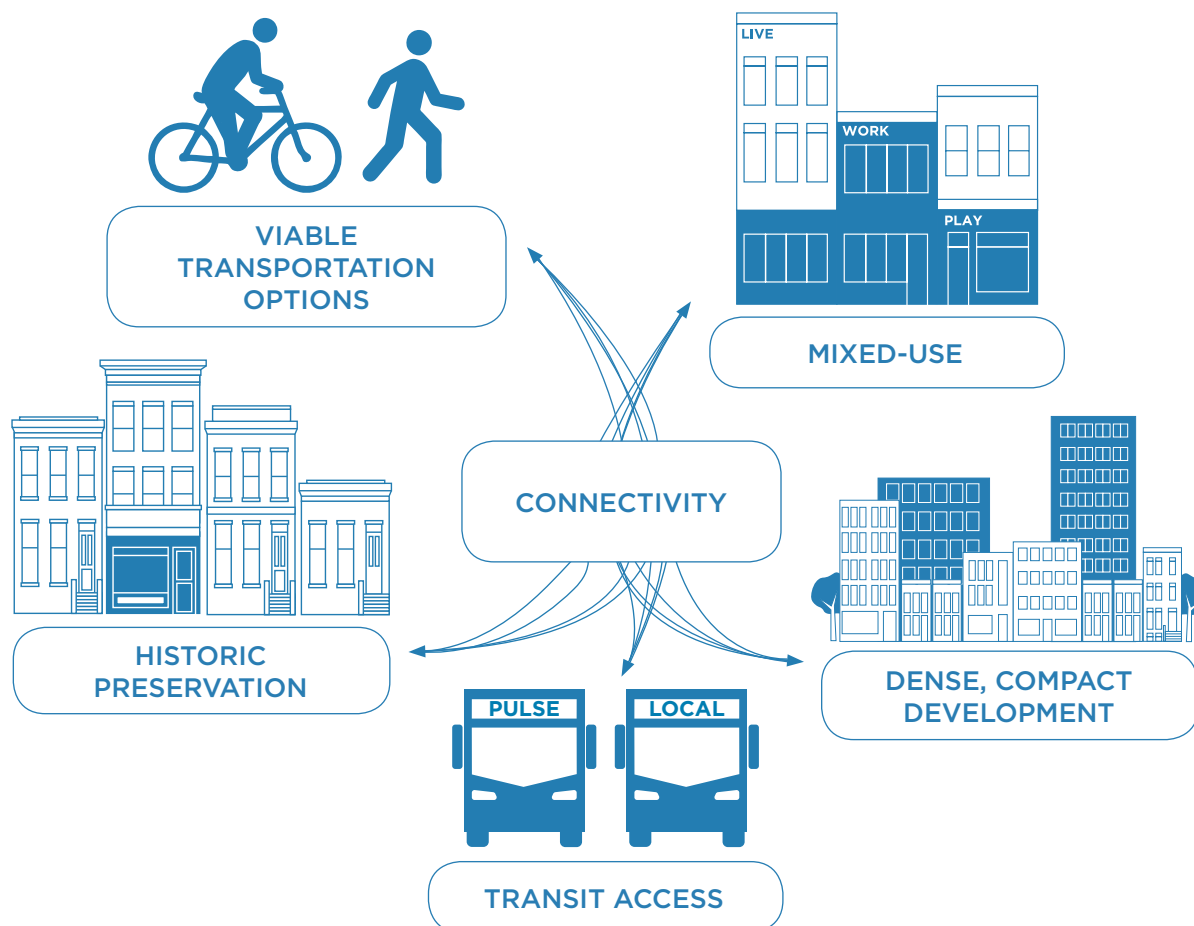 LIVE
WORK
PLAY
VIABLE
TRANSPORTATION
OPTIONS
MIXED-USE
CONNECTIVITY
HISTORIC
PRESERVATION
DENSE, COMPACT
DEVELOPMENT
PULSE
LOCAL
TRANSIT ACCESS